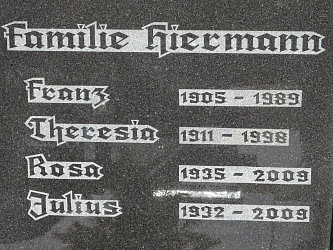 Familie Hiermann
Franz 1905 - 1989
Theresia 1911 - 1998
Rosa 1935 - 2009
Julius 1932 - 2009